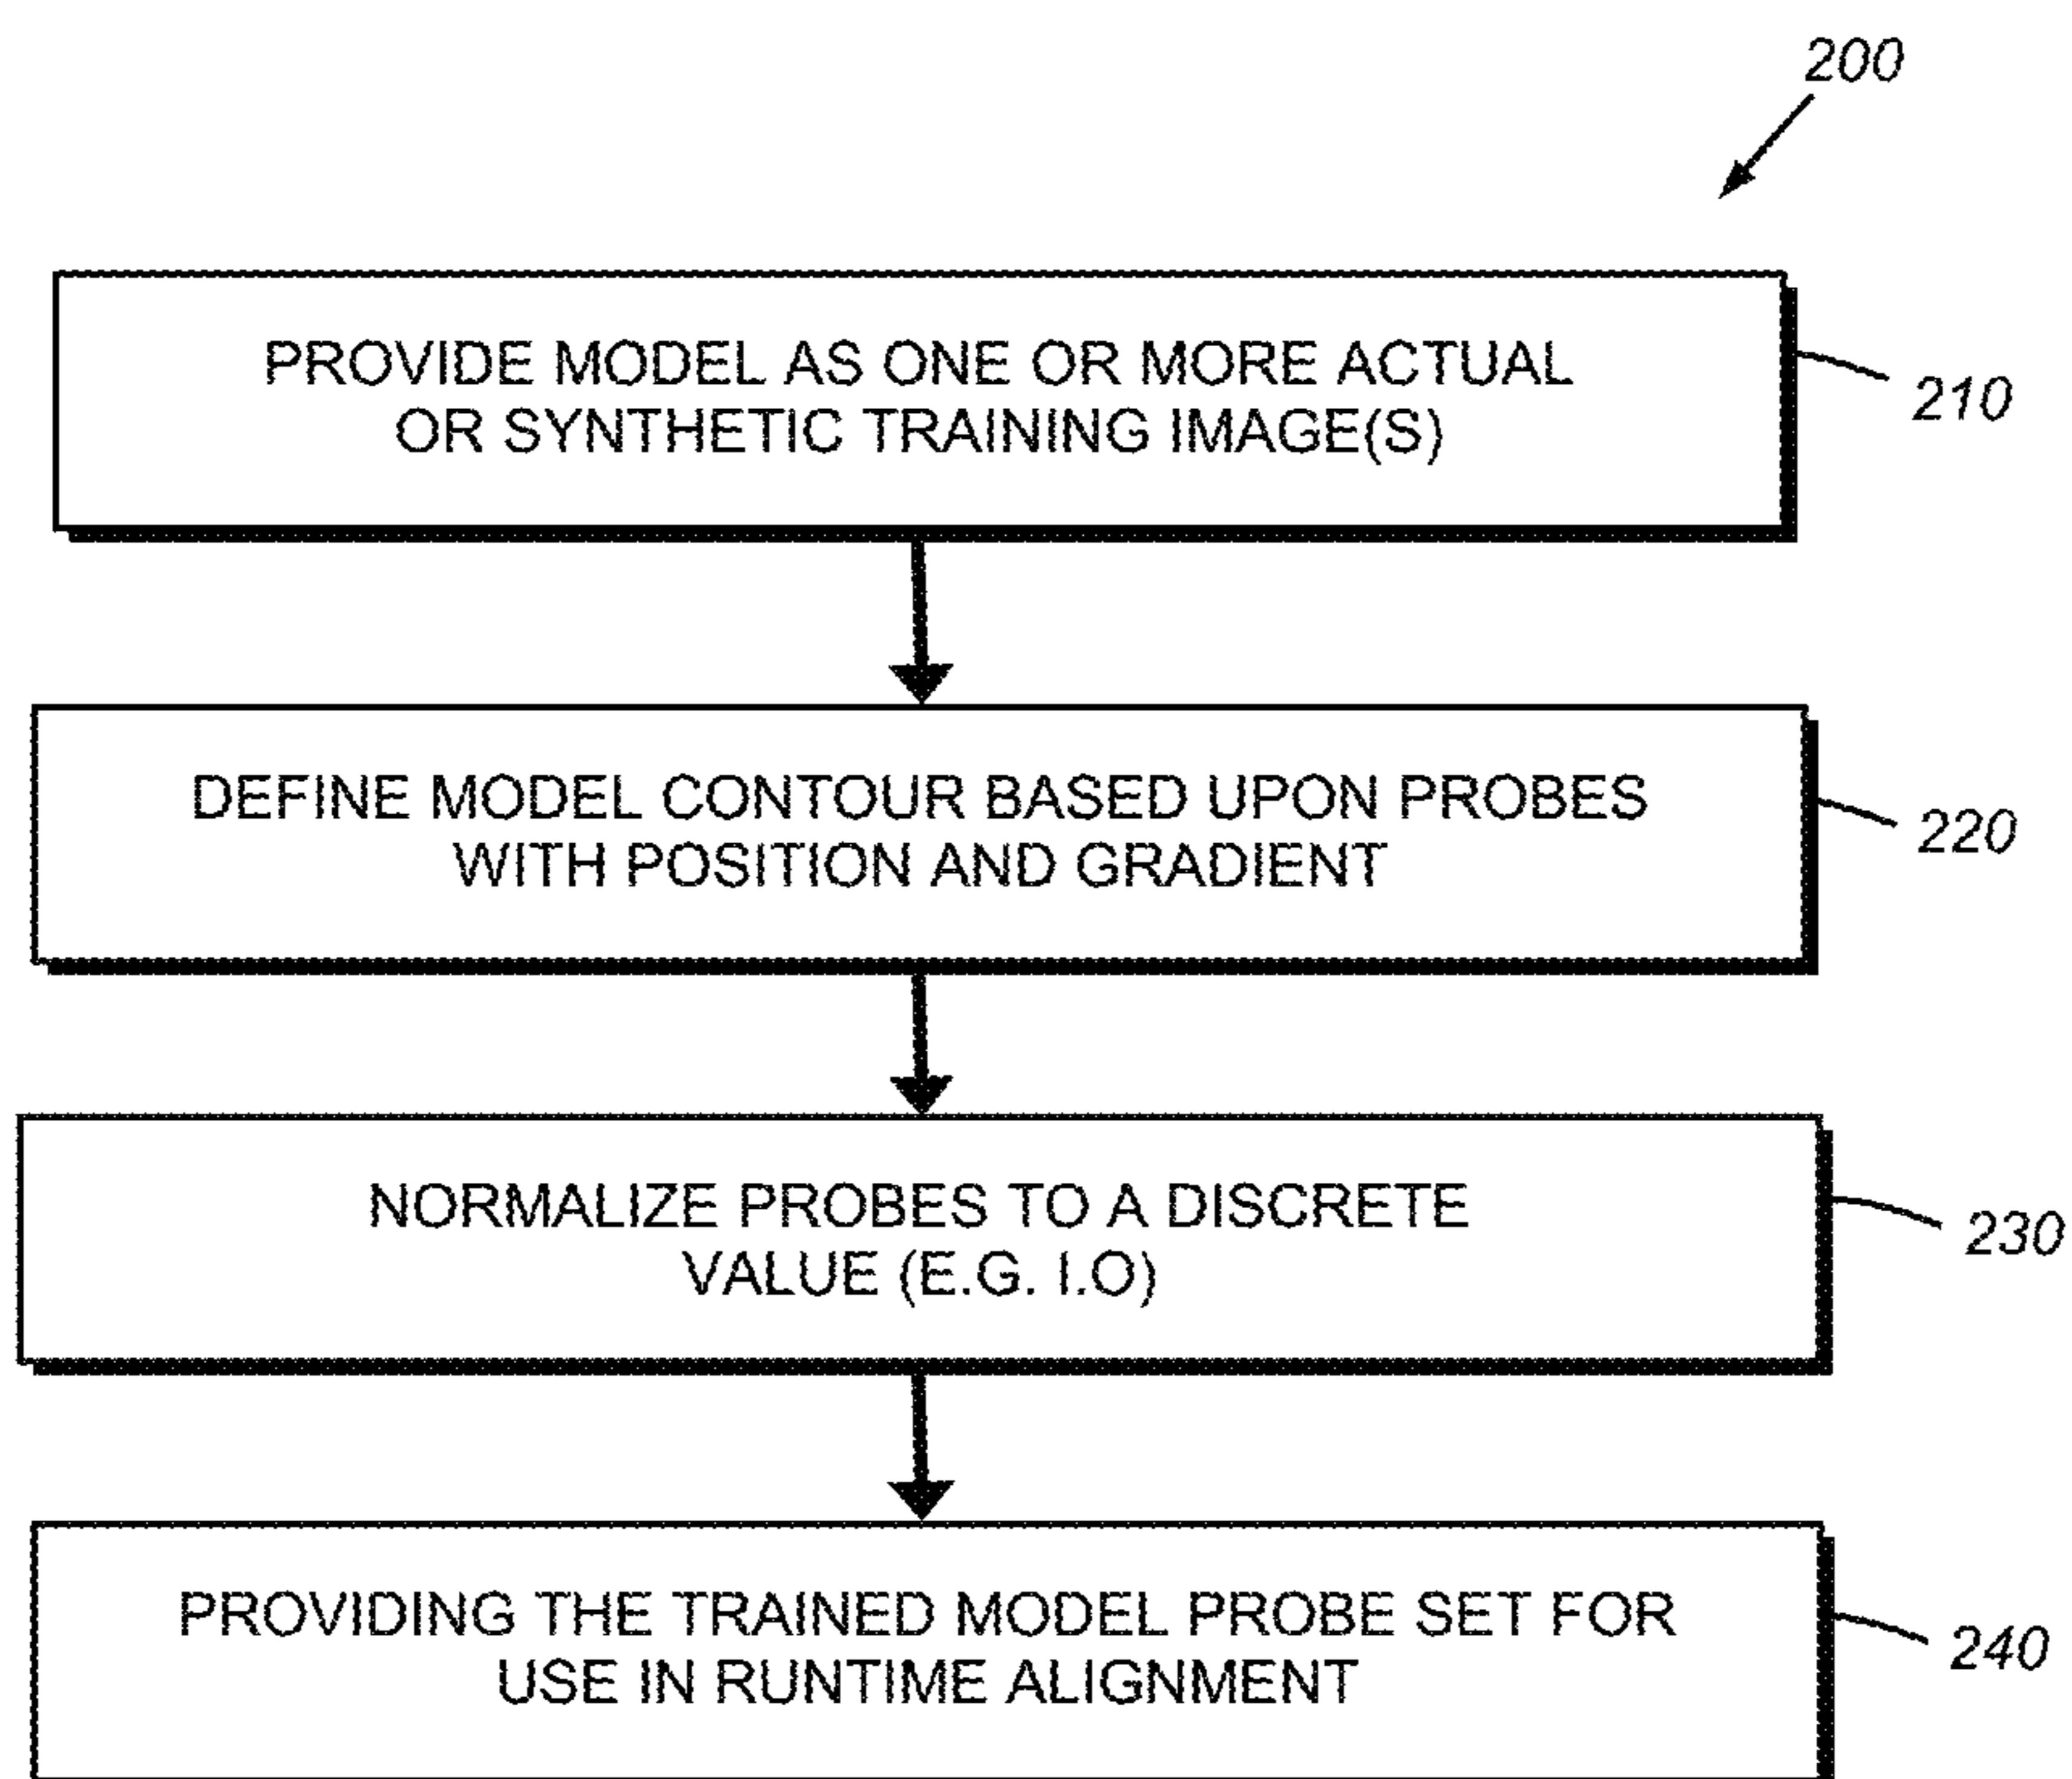 200
PROVIDE MODEL AS ONE OR MORE ACTUAL
OR SYNTHETIC TRAINING IMAGE(S)
210
DEFINE MODEL CONTOUR BASED UPON PROBES
WITH POSITION AND GRADIENT
220
NORMALIZE PROBES TO A DISCRETE
VALUE (E.G. I.O)
230
PROVIDING THE TRAINED MODEL PROBE SET FOR
USE IN RUNTIME ALIGNMENT
240